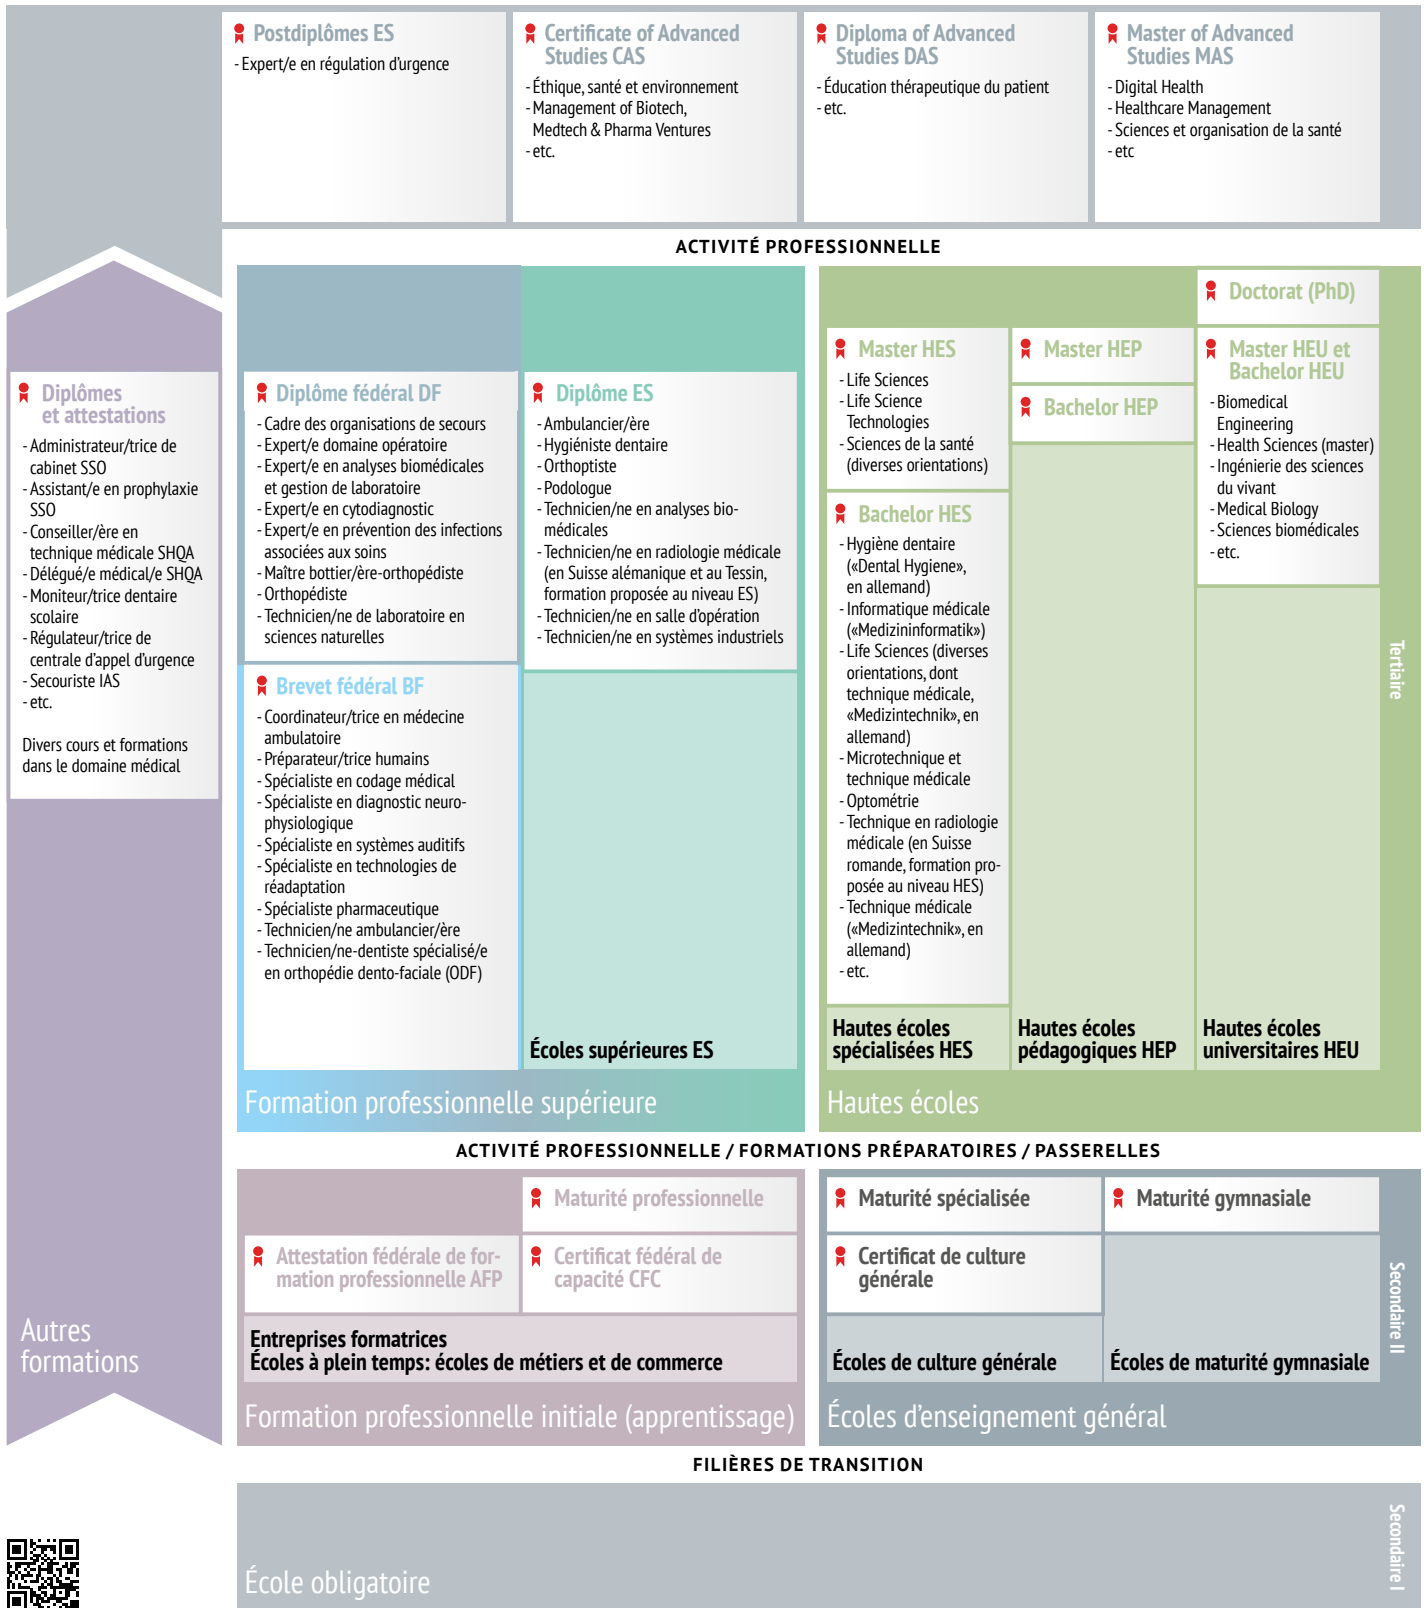 Postdiplômes ES
- Expert/e en régulation d'urgence
Certificate of Advanced
Studies CAS
- Éthique, santé et environnement
- Management of Biotech,
Medtech & Pharma Ventures
- etc.
Diploma of Advanced
Studies DAS
- Éducation thérapeutique du patient
- etc.
Master of Advanced
Studies MAS
- Digital Health
- Healthcare Management
- Sciences et organisation de la santé
- etc
ACTIVITÉ PROFESSIONNELLE
Diplômes
et attestations
- Administrateur/trice de
cabinet SSO
- Assistant/e en prophylaxie
SSO
- Conseiller/ère en
technique médicale SHQA
- Délégué/e médical/e SHQA
- Moniteur/trice dentaire
scolaire
- Régulateur/trice de
centrale d'appel d'urgence
- Secouriste IAS
- etc.
Divers cours et formations
dans le domaine médical
Autres
formations
Diplôme fédéral DF
- Cadre des organisations de secours
- Expert/e domaine opératoire
- Expert/e en analyses biomédicales
et gestion de laboratoire
- Expert/e en cytodiagnostic
- Expert/e en prévention des infections
associées aux soins
- Maître bottier/ère-orthopédiste
- Orthopédiste
- Technicien/ne de laboratoire en
sciences naturelles
Brevet fédéral BF
- Coordinateur/trice en médecine
ambulatoire
- Préparateur/trice humains
- Spécialiste en codage médical
- Spécialiste en diagnostic neuro-
physiologique
- Spécialiste en systèmes auditifs
- Spécialiste en technologies de
réadaptation
- Spécialiste pharmaceutique
- Technicien/ne ambulancier/ère
- Technicien/ne-dentiste spécialisé/e
en orthopédie dento-faciale (ODF)
Diplôme ES
- Ambulancier/ère
- Hygiéniste dentaire
- Orthoptiste
- Podologue
- Technicien/ne en analyses bio-
médicales
- Technicien/ne en radiologie médicale
(en Suisse alémanique et au Tessin,
formation proposée au niveau ES)
- Technicien/ne en salle d'opération
- Technicien/ne en systèmes industriels
Écoles supérieures ES
Formation professionnelle supérieure
Master HES
- Life Sciences
- Life Science
Technologies
- Sciences de la santé
(diverses orientations)
Bachelor HES
- Hygiène dentaire
(«Dental Hygiene»,
en allemand)
- Informatique médicale
(«Medizininformatik»)
- Life Sciences (diverses
orientations, dont
technique médicale,
«Medizintechnik», en
allemand)
- Microtechnique et
technique médicale
- Optométrie
- Technique en radiologie
médicale (en Suisse
romande, formation pro-
posée au niveau HES)
- Technique médicale
(«Medizintechnik», en
allemand)
- etc.
Hautes écoles
spécialisées HES
Master HEP
Bachelor HEP
Hautes écoles
pédagogiques HEP
Doctorat (PhD)
Master HEU et
Bachelor HEU
- Biomedical
Engineering
- Health Sciences (master)
- Ingénierie des sciences
du vivant
- Medical Biology
- Sciences biomédicales
- etc.
Hautes écoles
universitaires HEU
Hautes écoles
Tertiaire
ACTIVITÉ PROFESSIONNELLE / FORMATIONS PRÉPARATOIRES / PASSERELLES
Maturité professionnelle
Attestation fédérale de for-
mation professionnelle AFP
Certificat fédéral de
capacité CFC
Entreprises formatrices
Écoles à plein temps: écoles de métiers et de commerce
Formation professionnelle initiale (apprentissage)
Maturité spécialisée
Certificat de culture
générale
Écoles de culture générale
Maturité gymnasiale
Écoles de maturité gymnasiale
Écoles d'enseignement général
Secondaire II
FILIÈRES DE TRANSITION
École obligatoire
Secondaire I